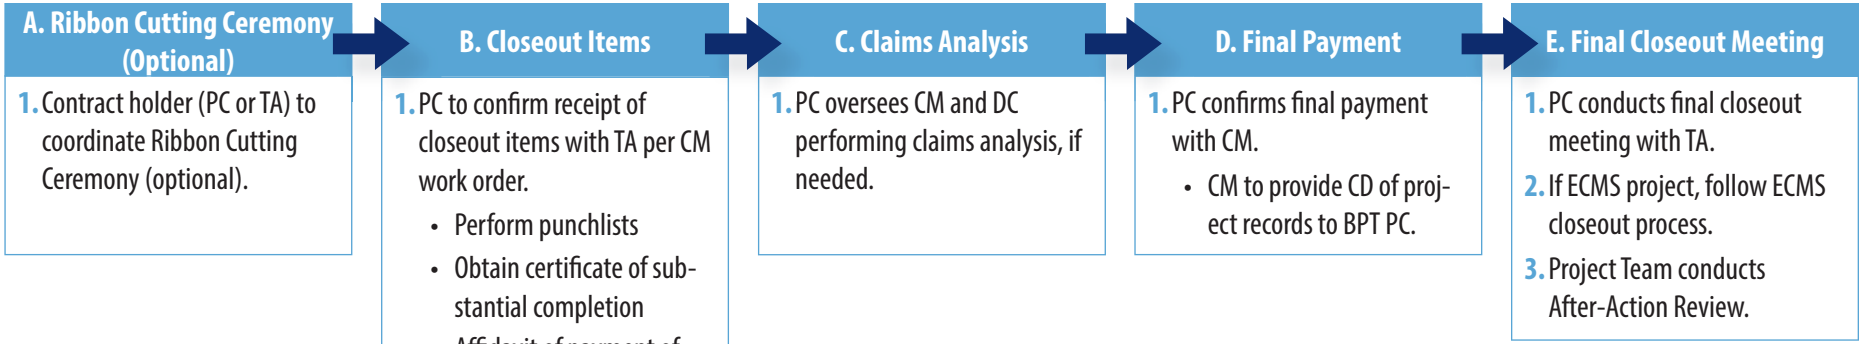 A. Ribbon Cutting Ceremony
(Optional)
1. Contract holder (PC or TA) to
coordinate Ribbon Cutting
Ceremony (optional).
B. Closeout Items
1. PC to confirm receipt of
closeout items with TA per CM
work order.
• Perform punchlists
• Obtain certificate of sub-
stantial completion
Affidavit of payment of
C. Claims Analysis
1. PC oversees CM and DC
performing claims analysis, if
needed.
D. Final Payment
1. PC confirms final payment
with CM.
• CM to provide CD of proj-
ect records to BPT PC.
E. Final Closeout Meeting
1. PC conducts final closeout
meeting with TA.
2. If ECMS project, follow ECMS
closeout process.
3. Project Team conducts
After-Action Review.